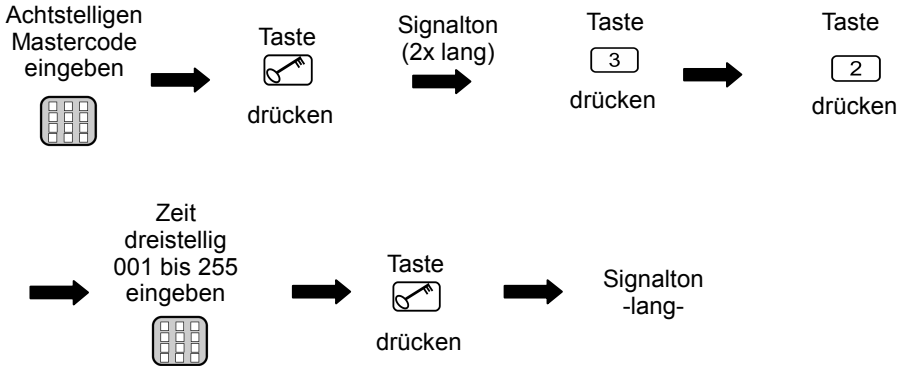 Achtstelligen
Mastercode
eingeben
Taste
drücken
Signalton
(2x lang)
Taste
3
drücken
Taste
2
drücken
Zeit
dreistellig
001 bis 255
eingeben
Taste
drücken
Signalton
-lang-